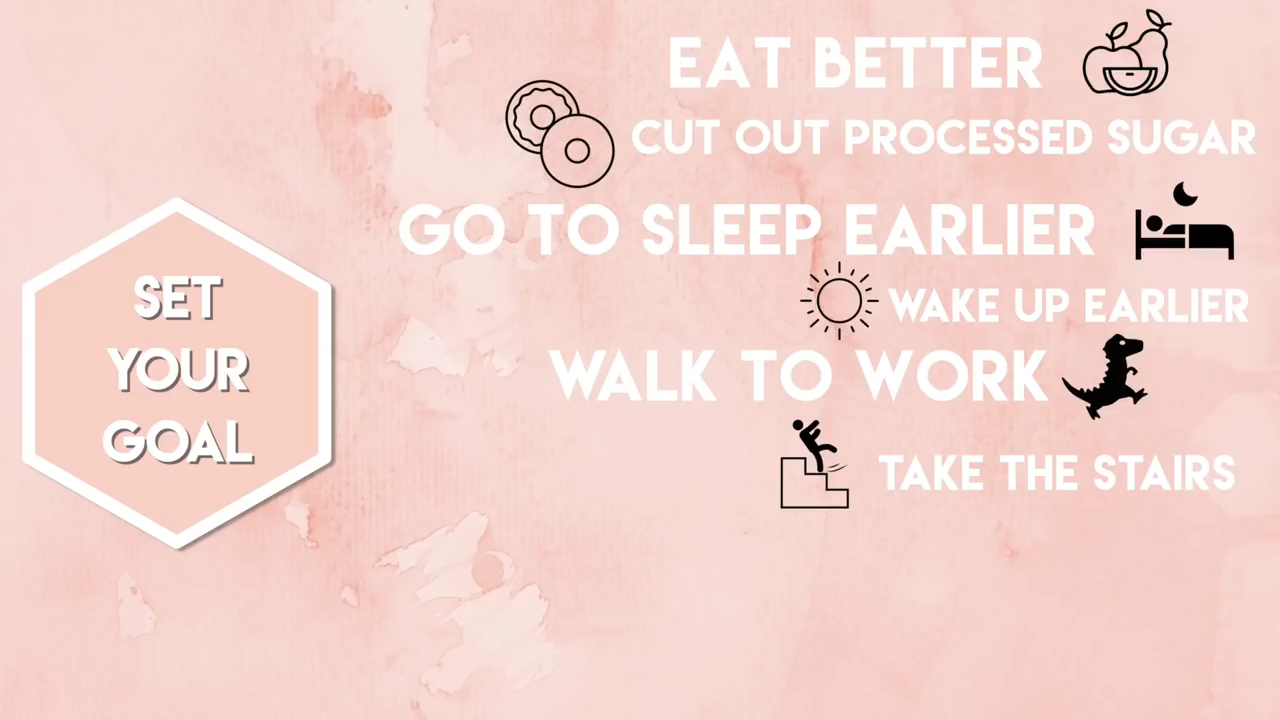 SET
YOUR
GOAL
EAT BETTER
CUT OUT PROCESSED SUGAR
GO TO SLEEP EARLIER
WAKE UP EARLIER
WALK TO WORK
TAKE THE STAIRS